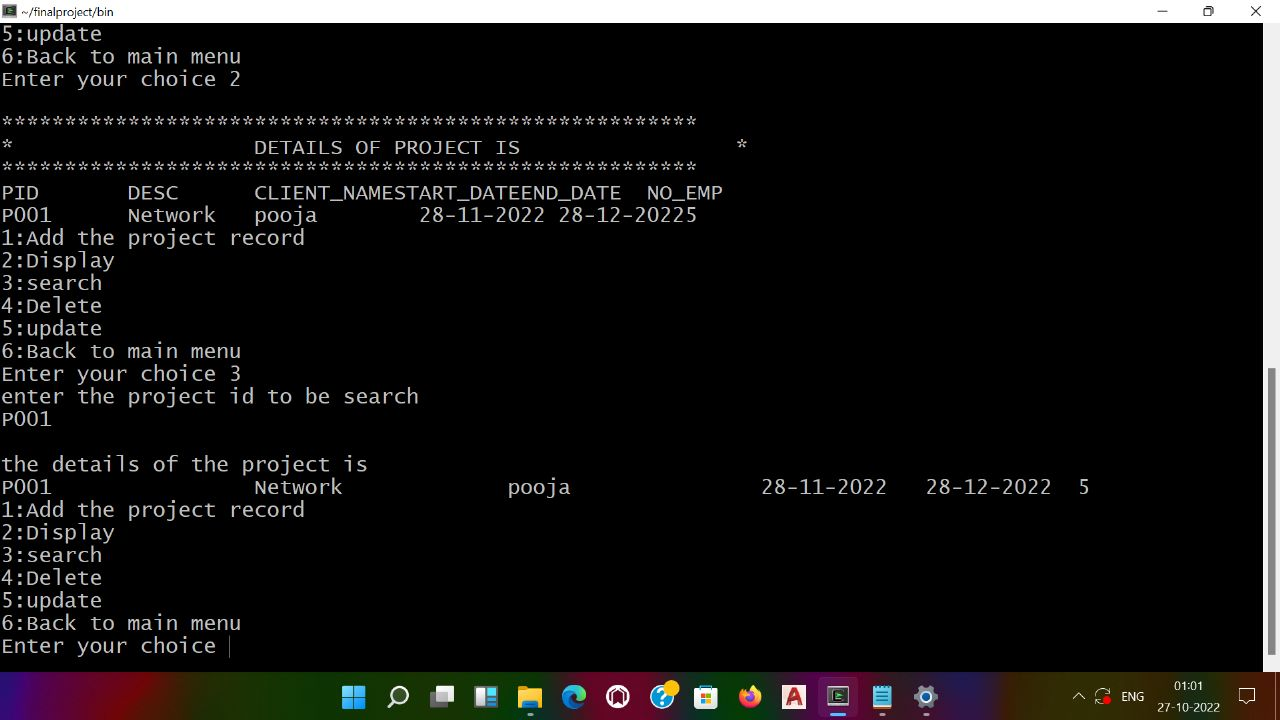 ~/finalproject/bin
5:update
6:Back to main menu
Enter your choice 2
*******************************************************
* DETAILS OF PROJECT IS *
*******************************************************
PID DESC CLIENT_NAMESTART_DATEEND_DATE NO_EMP
P001 Network pooja 28-11-2022 28-12-20225
1:Add the project record
2:Display
3:search
4:Delete
5:update
6:Back to main menu
Enter your choice 3
enter the project id to be search
P001
the details of the project is
P001 Network pooja 28-11-2022 28-12-2022 5
1:Add the project record
2:Display
3:search
4:Delete
5:update
6:Back to main menu
Enter your choice
ENG
01:01
27-10-2022